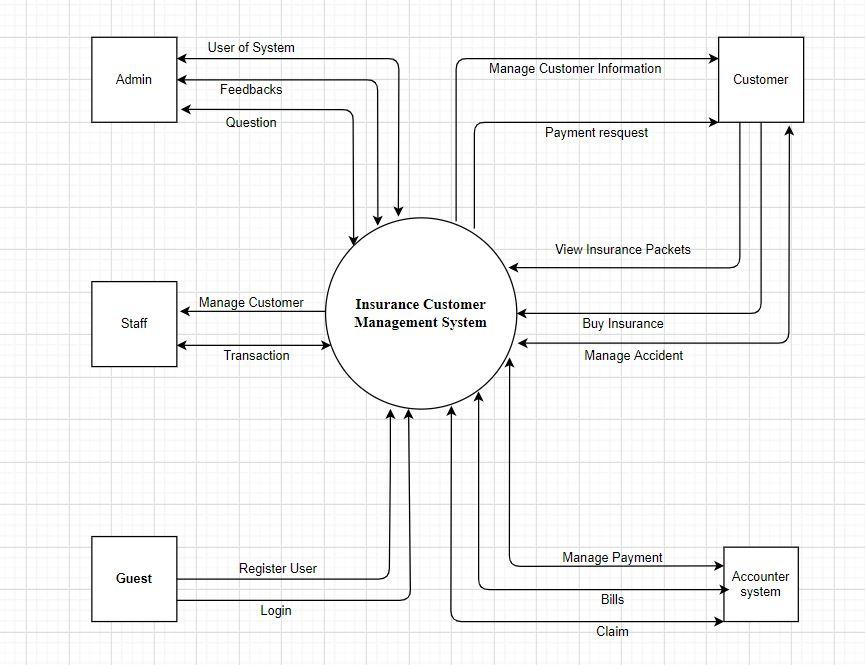 User of System
Admin
Feedbacks
Question
Manage Customer Information
Customer
Payment resquest
View Insurance Packets
Manage Customer
Staff
Transaction
Insurance Customer
Management System
Buy Insurance
Manage Accident
Guest
Register User
Login
Manage Payment
Accounter
system
Bills
Claim